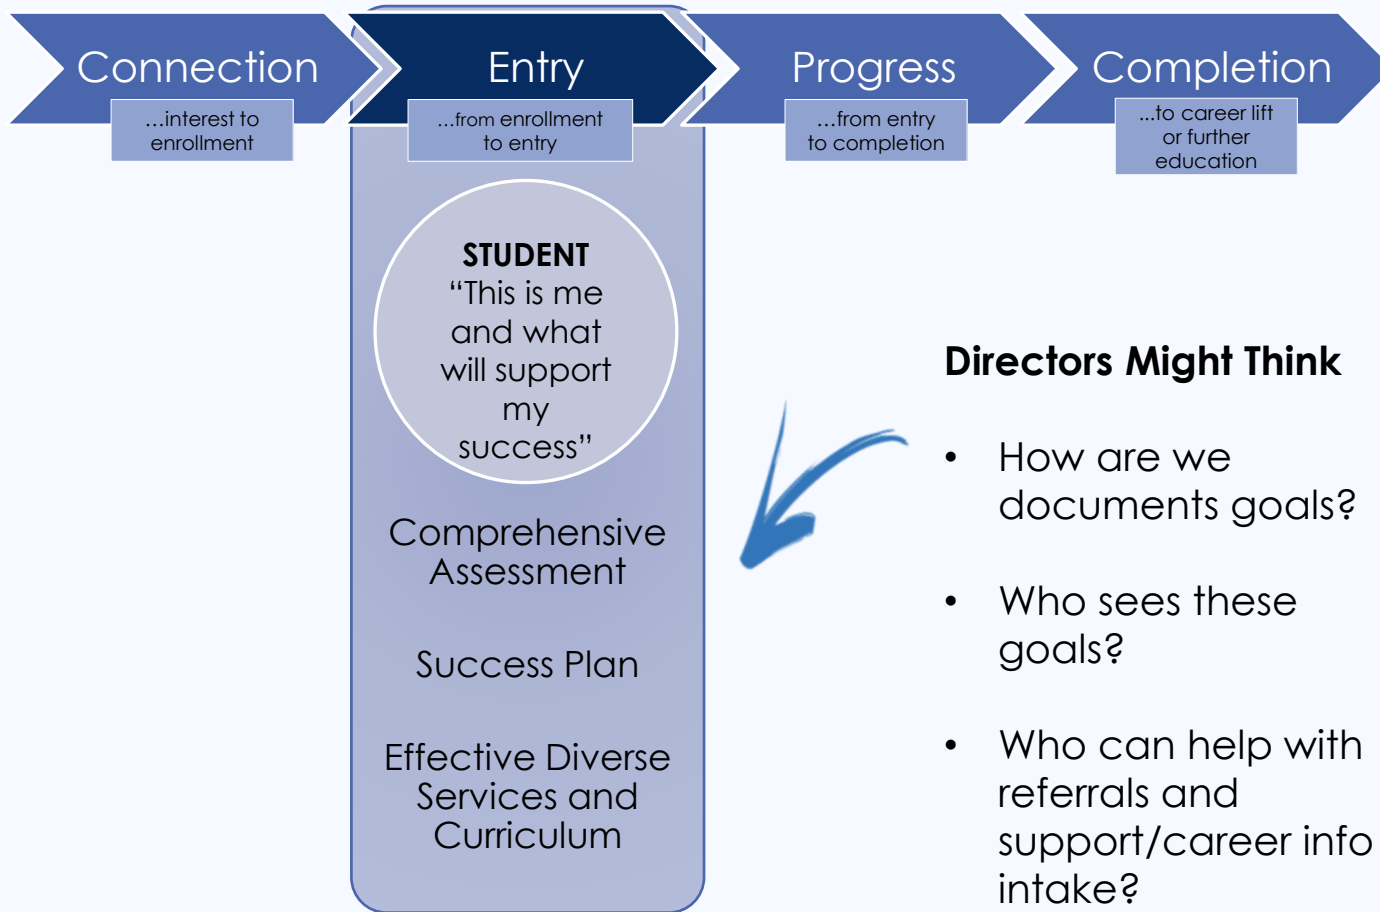 Connection
Entry
Progress
Completion
...interest to
enrollment
...from enrollment
to entry
...from entry
to completion
...to career lift
or further
education
STUDENT
“This is me
and what
will support
my
success”
Comprehensive
Assessment
Success Plan
Effective Diverse
Services and
Curriculum
Directors Might Think
• How are we
documents goals?
• Who sees these
goals?
• Who can help with
referrals and
support/career info
intake?